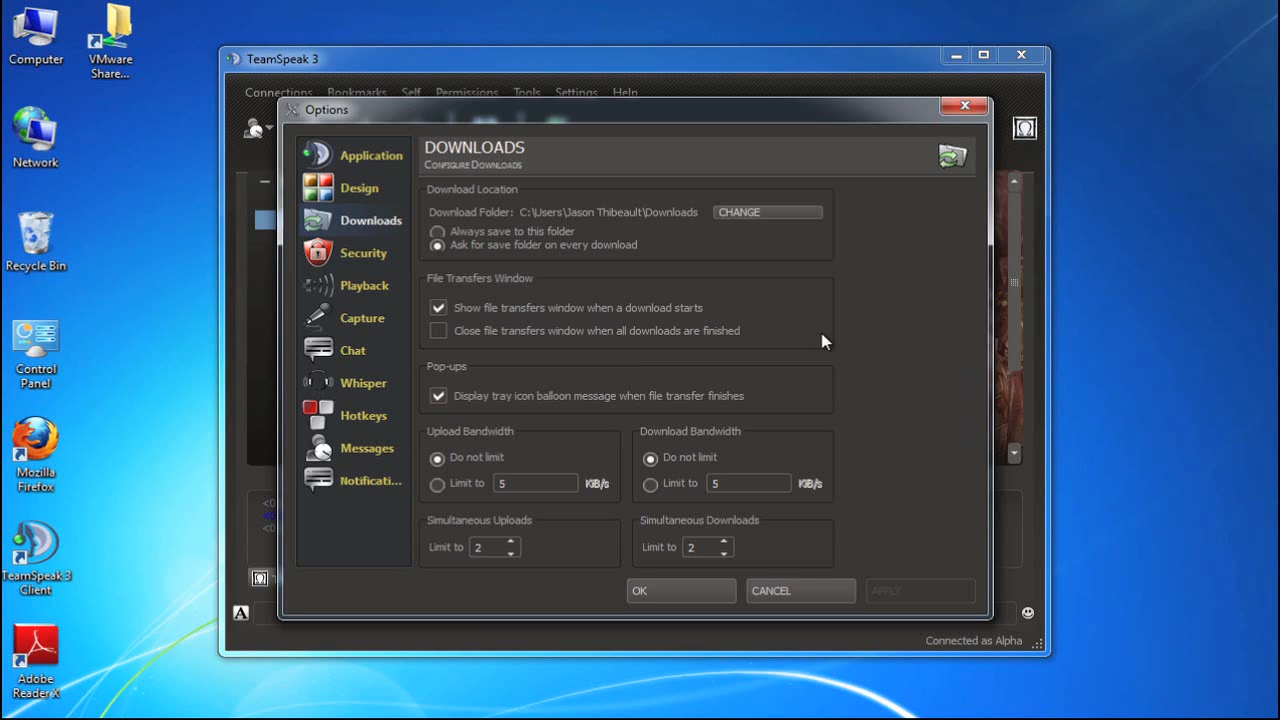 Computer
VMware
Share...
Network
Recycle Bin
Control
Panel
Mozilla
Firefox
TeamSpeak 3
Client
Adobe
Reader X
TeamSpeak 3
Connections Bookmarks Self Permissions Tools Settings Help
Options
Application
Design
Downloads
Security
Playback
Capture
Chat
Whisper
Hotkeys
Messages
Notificati...
DOWNLOADS
CONFIGURE DOWNLOADS
Download Location
Download Folder: C:\Users\Jason Thibeault\Downloads CHANGE
Always save to this folder
Ask for save folder on every download
File Transfers Window
Show file transfers window when a download starts
Close file transfers window when all downloads are finished
Pop-ups
Display tray icon balloon message when file transfer finishes
Upload Bandwidth
Do not limit
Limit to 5 KiB/s
Download Bandwidth
Do not limit
Limit to 5 KiB/s
Simultaneous Uploads
Limit to 2
Simultaneous Downloads
Limit to 2
OK CANCEL APPLY
Connected as Alpha